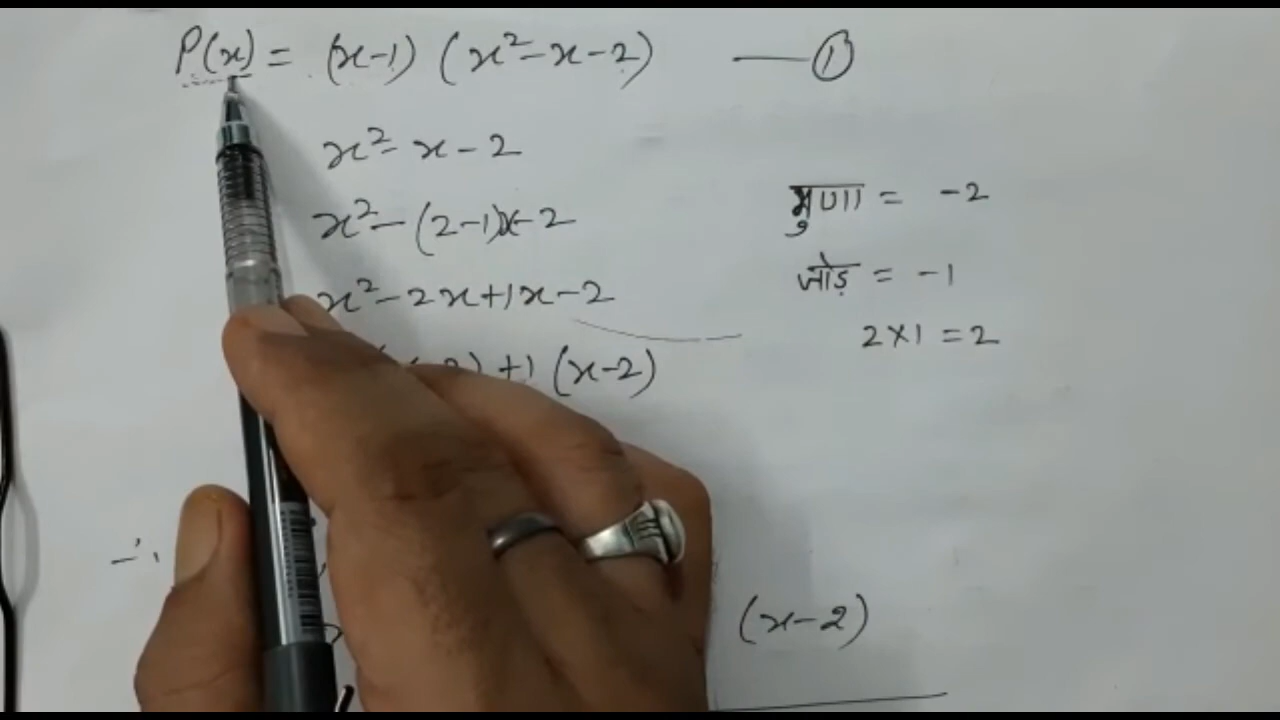 P(x) = (x-1) (x²-x-2) —— ①
x²-x-2
x²-(2-1)x-2
x²-2x+1x-2
+1 (x-2)
गुणा = -2
जोड़ = -1
2×1=2
∴
(x-2)